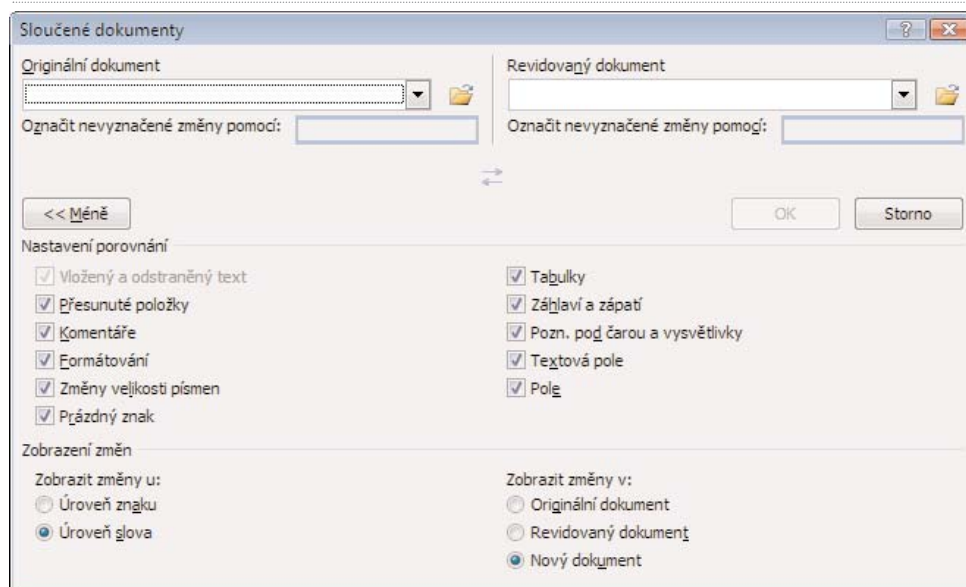 Sloučené dokumenty
Originální dokument
Revidovaný dokument
Označit nevyznačené změny pomocí:
Označit nevyznačené změny pomocí:
<< Méně
OK
Storno
Nastavení porovnání
Vložený a odstraněný text
Přesunuté položky
Komentáře
Formátování
Změny velikosti písmen
Prázdný znak
Tabulky
Záhlaví a zápatí
Pozn. pod čarou a vysvětlivky
Textová pole
Pole
Zobrazení změn
Zobrazit změny u:
Úroveň znaku
Úroveň slova
Zobrazit změny v:
Originální dokument
Revidovaný dokument
Nový dokument